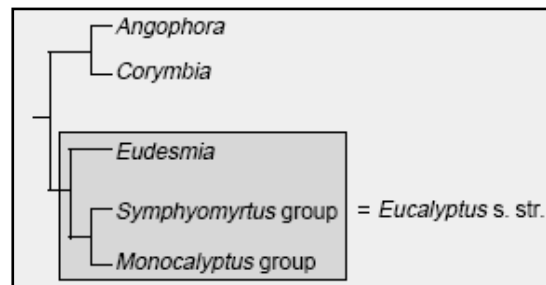 Angophora
Corymbia
Eudesmia
Symphyomyrtus group = Eucalyptus s. str.
Monocalyptus group